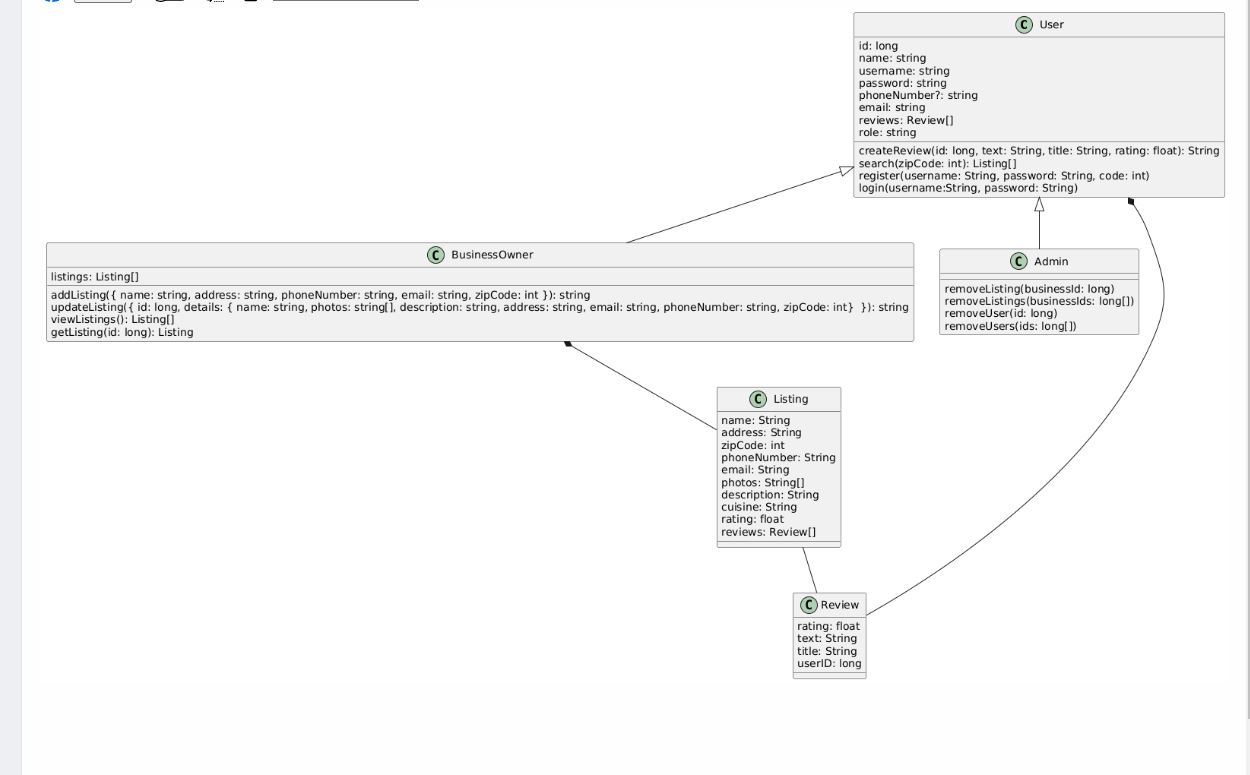 C User
id: long
name: string
username: string
password: string
phoneNumber?: string
email: string
reviews: Review[]
role: string
createReview(id: long, text: String, title: String, rating: float): String
search(zipCode: int): Listing[]
register(username: String, password: String, code: int)
login(username:String, password: String)
C BusinessOwner
listings: Listing[]
addListing({ name: string, address: string, phoneNumber: string, email: string, zipCode: int }): string
updateListing({ id: long, details: { name: string, photos: string[], description: string, address: string, email: string, phoneNumber: string, zipCode: int}  }): string
viewListings(): Listing[]
getListing(id: long): Listing
C Admin
removeListing(businessId: long)
removeListings(businessIds: long[])
removeUser(id: long)
removeUsers(ids: long[])
C Listing
name: String
address: String
zipCode: int
phoneNumber: String
email: String
photos: String[]
description: String
cuisine: String
rating: float
reviews: Review[]
C Review
rating: float
text: String
title: String
userID: long